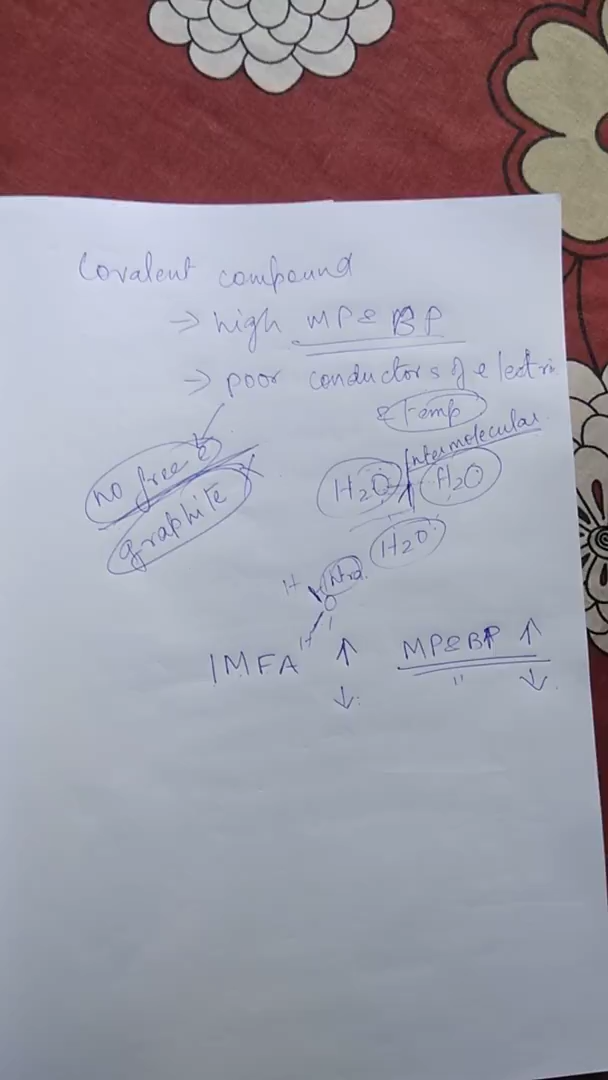 Covalent compound
→ high MP & BP
→ poor conductors of electri
& Temp
no free e
graphite
Intermolecular
H₂O H₂O
H₂O
H Intra
O
H
IMFA ↑ MP & BP ↑
↓ " ↓